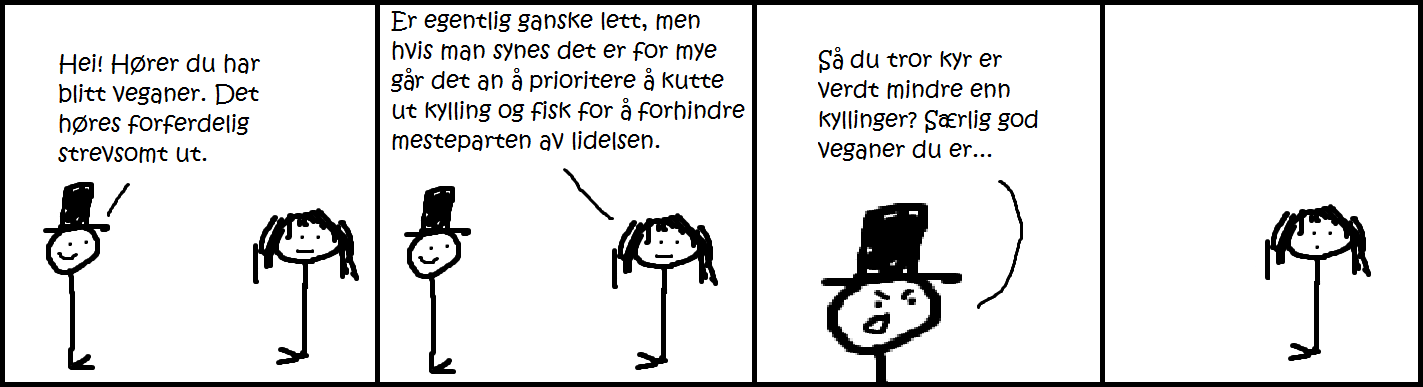 Hei! Hører du har
blitt veganer. Det
høres forferdelig
strevsomt ut.
Er egentlig ganske lett, men
hvis man synes det er for mye
går det an å prioritere å kutte
ut kylling og fisk for å forhindre
mesteparten av lidelsen.
Så du tror kyr er
verdt mindre enn
kyllinger? Særlig god
veganer du er...